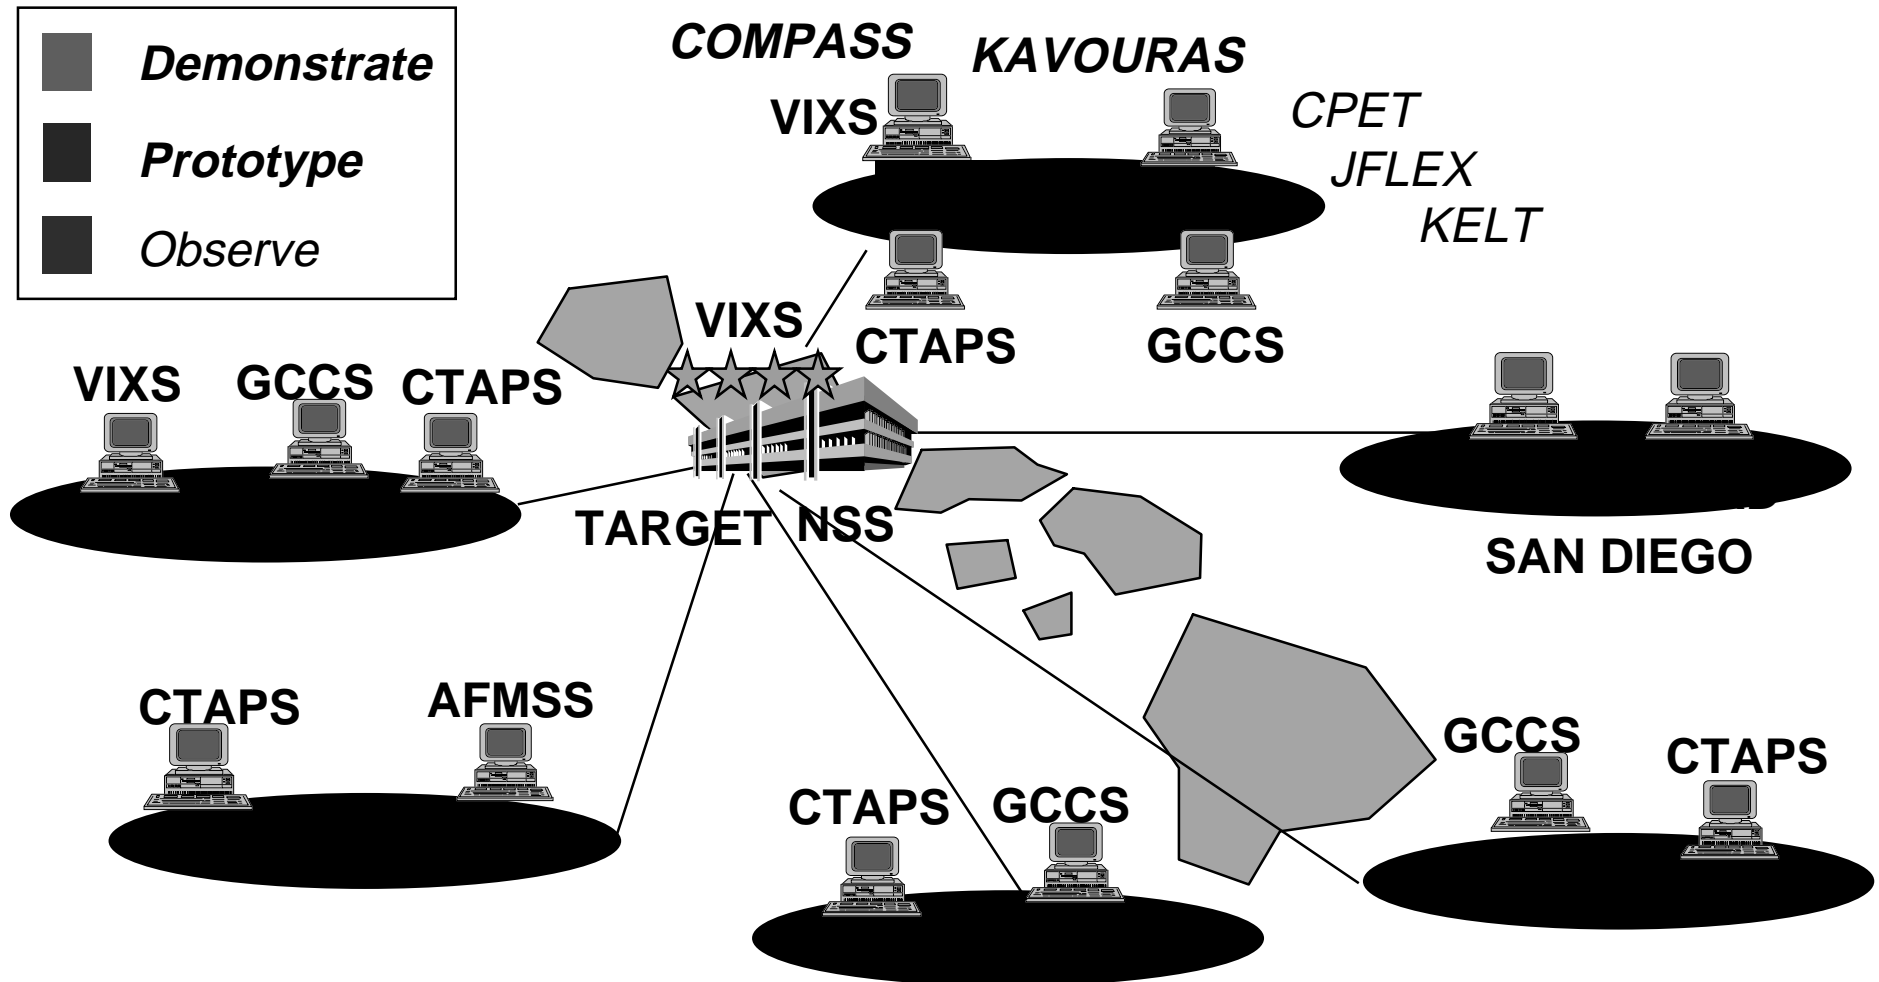 Demonstrate
Prototype
Observe
COMPASS
KAVOURAS
VIXS
CPET
JFLEX
KELT
VIXS
CTAPS
GCCS
VIXS
GCCS
CTAPS
TARGET
NSS
SAN DIEGO
CTAPS
AFMSS
CTAPS
GCCS
GCCS
CTAPS